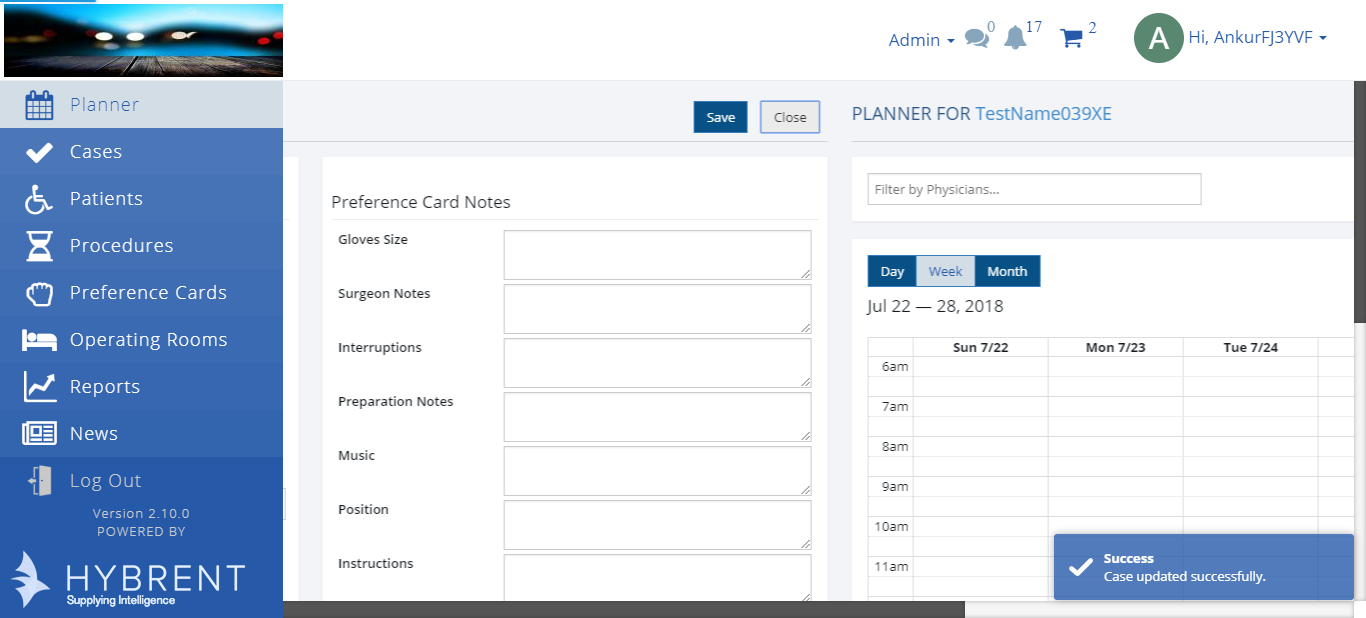 Admin
0
17
2
A
Hi, AnkurFJ3YVF
Planner
Cases
Patients
Procedures
Preference Cards
Operating Rooms
Reports
News
Log Out
Version 2.10.0
POWERED BY
HYBRENT
Supplying Intelligence
Save
Close
Preference Card Notes
Gloves Size
Surgeon Notes
Interruptions
Preparation Notes
Music
Position
Instructions
PLANNER FOR TestName039XE
Filter by Physicians...
Day
Week
Month
Jul 22 — 28, 2018
Sun 7/22
Mon 7/23
Tue 7/24
6am
7am
8am
9am
10am
11am
Success
Case updated successfully.